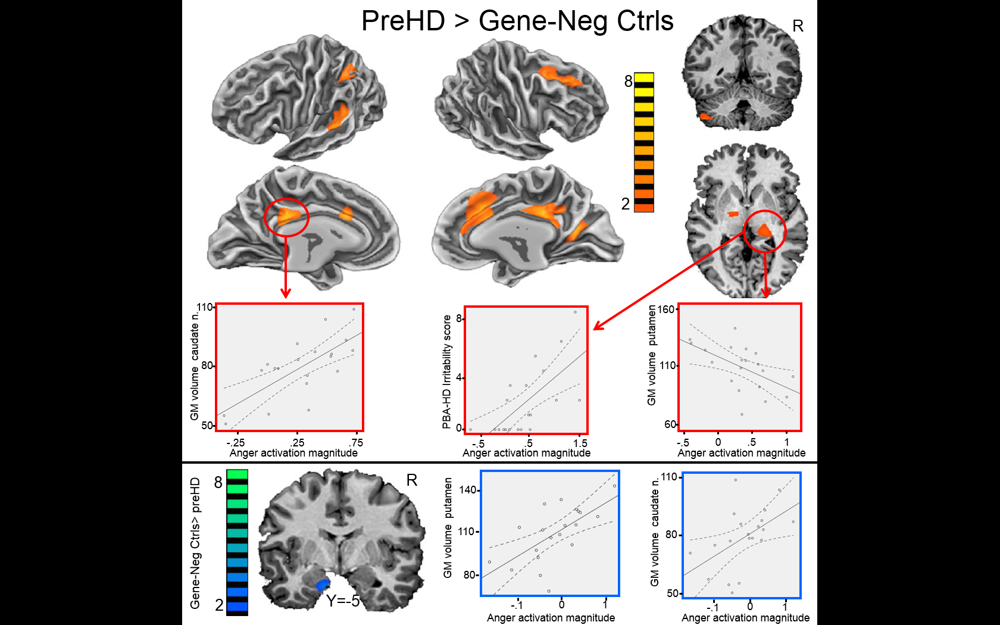 PreHD > Gene-Neg Ctrls
R
8
2
GM volume caudate n.
110
80
50
-.25
.25
.75
Anger activation magnitude
PBA-HD Irritability score
8
4
0
-.5
.5
1.5
Anger activation magnitude
GM volume putamen
160
110
60
-.5
0
.5
1
Anger activation magnitude
Gene-Neg Ctrls> preHD
8
2
R
Y=-5
GM volume putamen
140
110
80
-.1
0
1
Anger activation magnitude
GM volume caudate n.
110
80
50
-.1
0
1
Anger activation magnitude